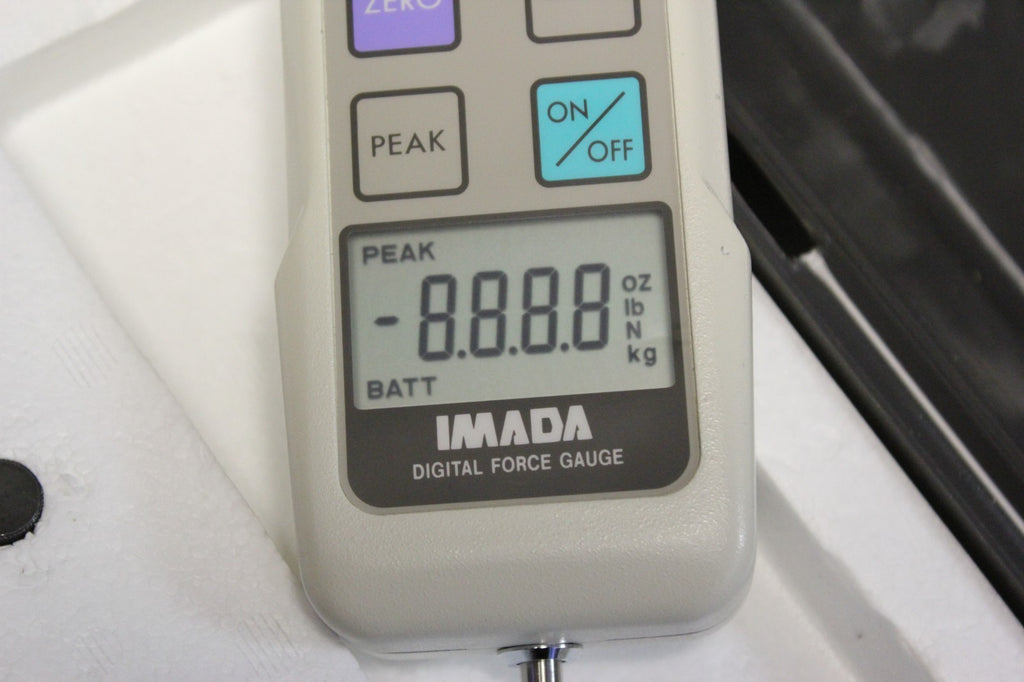 ZERO
PEAK
ON/OFF
PEAK
-8.8.8.8
oz
lb
N
kg
BATT
IMADA
DIGITAL FORCE GAUGE